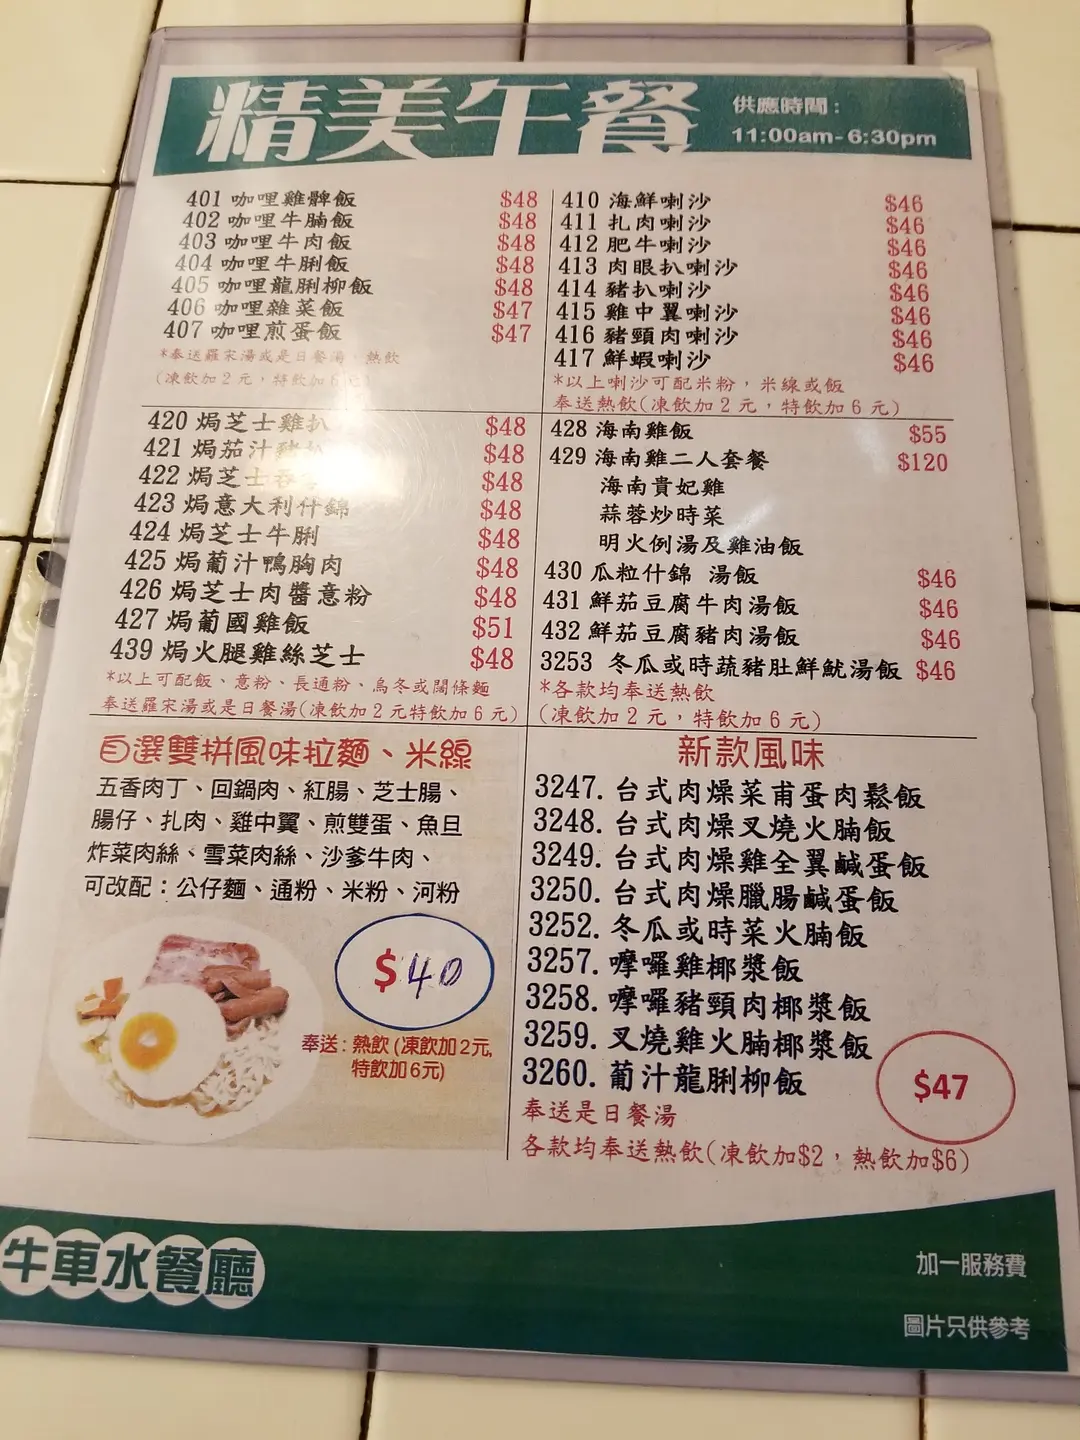 精美午餐
供應時間：
11:00am-6:30pm
401 咖哩雞髀飯 $48
402 咖哩牛腩飯 $48
403 咖哩牛肉飯 $48
404 咖哩牛脷飯 $48
405 咖哩龍脷柳飯 $48
406 咖哩雜菜飯 $47
407 咖哩煎蛋飯 $47
*奉送羅宋湯或是日餐湯，熱飲
(凍飲加2元，特飲加6元)
410 海鮮喇沙 $46
411 扎肉喇沙 $46
412 肥牛喇沙 $46
413 肉眼扒喇沙 $46
414 豬扒喇沙 $46
415 雞中翼喇沙 $46
416 豬頸肉喇沙 $46
417 鮮蝦喇沙 $46
*以上喇沙可配米粉，米線或飯
奉送熱飲(凍飲加2元，特飲加6元)
420 焗芝士雞扒 $48
421 焗茄汁豬扒 $48
422 焗芝士吞 $48
423 焗意大利什錦 $48
424 焗芝士牛脷 $48
425 焗葡汁鴨胸肉 $48
426 焗芝士肉醬意粉 $48
427 焗葡國雞飯 $51
439 焗火腿雞絲芝士 $48
*以上可配飯、意粉、長通粉、烏冬或闊條麵
奉送羅宋湯或是日餐湯(凍飲加2元特飲加6元)
428 海南雞飯 $55
429 海南雞二人套餐 $120
海南貴妃雞
蒜蓉炒時菜
明火例湯及雞油飯
430 瓜粒什錦 湯飯 $46
431 鮮茄豆腐牛肉湯飯 $46
432 鮮茄豆腐豬肉湯飯 $46
3253 冬瓜或時蔬豬肚鮮魷湯飯 $46
*各款均奉送熱飲
(凍飲加2元，特飲加6元)
自選雙拼風味拉麵、米線
五香肉丁、回鍋肉、紅腸、芝士腸、
腸仔、扎肉、雞中翼、煎雙蛋、魚旦
炸菜肉絲、雪菜肉絲、沙爹牛肉、
可改配：公仔麵、通粉、米粉、河粉
$40
奉送：熱飲(凍飲加2元,
特飲加6元)
新款風味
3247. 台式肉燥菜甫蛋肉鬆飯
3248. 台式肉燥叉燒火腩飯
3249. 台式肉燥雞全翼鹹蛋飯
3250. 台式肉燥臘腸鹹蛋飯
3252. 冬瓜或時菜火腩飯
3257. 嚤囉雞椰漿飯
3258. 嚤囉豬頸肉椰漿飯
3259. 叉燒雞火腩椰漿飯
3260. 葡汁龍脷柳飯
$47
奉送是日餐湯
各款均奉送熱飲(凍飲加$2，熱飲加$6)
牛車水餐廳
加一服務費
圖片只供參考